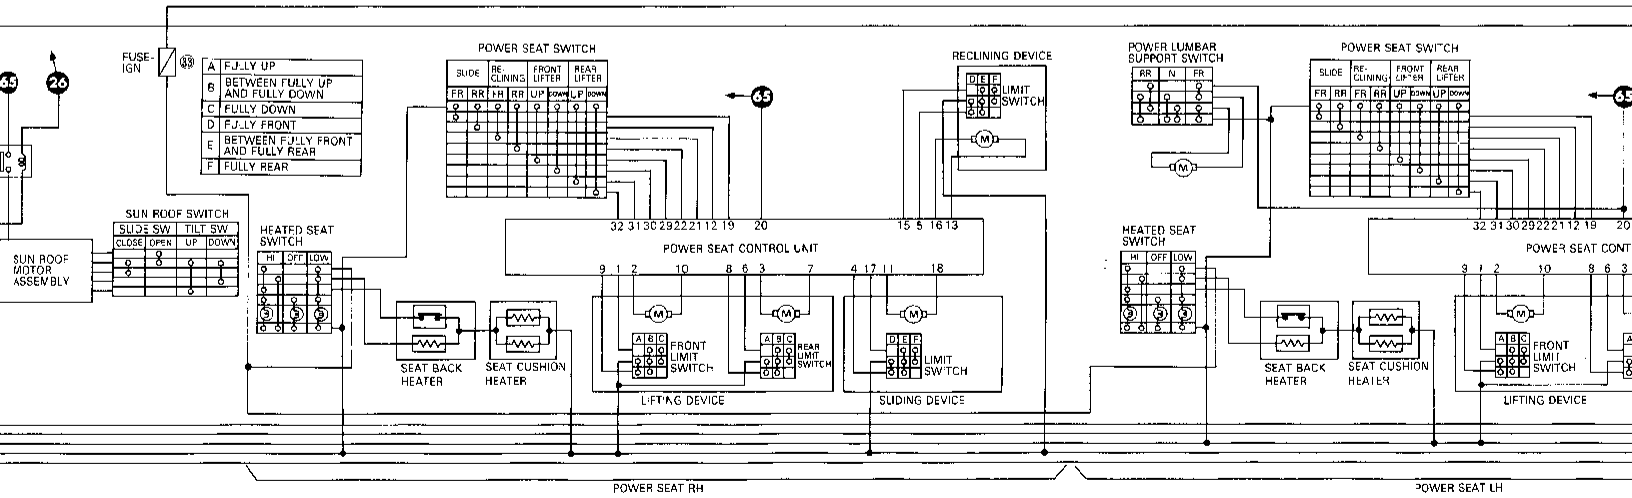 65
26
FUSE-
IGN
33
A FULLY UP
B BETWEEN FULLY UP
AND FULLY DOWN
C FULLY DOWN
D FULLY FRONT
E BETWEEN FULLY FRONT
AND FULLY REAR
F FULLY REAR
SUN ROOF SWITCH
SLIDE SW TILT SW
CLOSE OPEN UP DOWN
SUN ROOF
MOTOR
ASSEMBLY
POWER SEAT SWITCH
SLIDE RE-CLINING FRONT LIFTER REAR LIFTER
FR RR FR RR UP DOWN UP DOWN
65
RECLINING DEVICE
D E F
LIMIT
SWITCH
M
32 31 30 29 22 21 12 19 20 15 5 16 13
POWER SEAT CONTROL UNIT
9 1 2 10 8 6 3 7 4 17 11 18
HEATED SEAT
SWITCH
HI OFF LOW
SEAT BACK
HEATER
SEAT CUSHION
HEATER
M
A B C
FRONT
LIMIT
SWITCH
M
A B C
REAR
LIMIT
SWITCH
LIFTING DEVICE
M
D E F
LIMIT
SWITCH
SLIDING DEVICE
POWER SEAT RH
POWER LUMBAR
SUPPORT SWITCH
RR N FR
M
POWER SEAT SWITCH
SLIDE RE-CLINING FRONT LIFTER REAR LIFTER
FR RR FR RR UP DOWN UP DOWN
65
32 31 30 29 22 21 12 19 20
POWER SEAT CONT
9 1 2 10 8 6 3
HEATED SEAT
SWITCH
HI OFF LOW
SEAT BACK
HEATER
SEAT CUSHION
HEATER
M
A B C
FRONT
LIMIT
SWITCH
A
LIFTING DEVICE
POWER SEAT LH